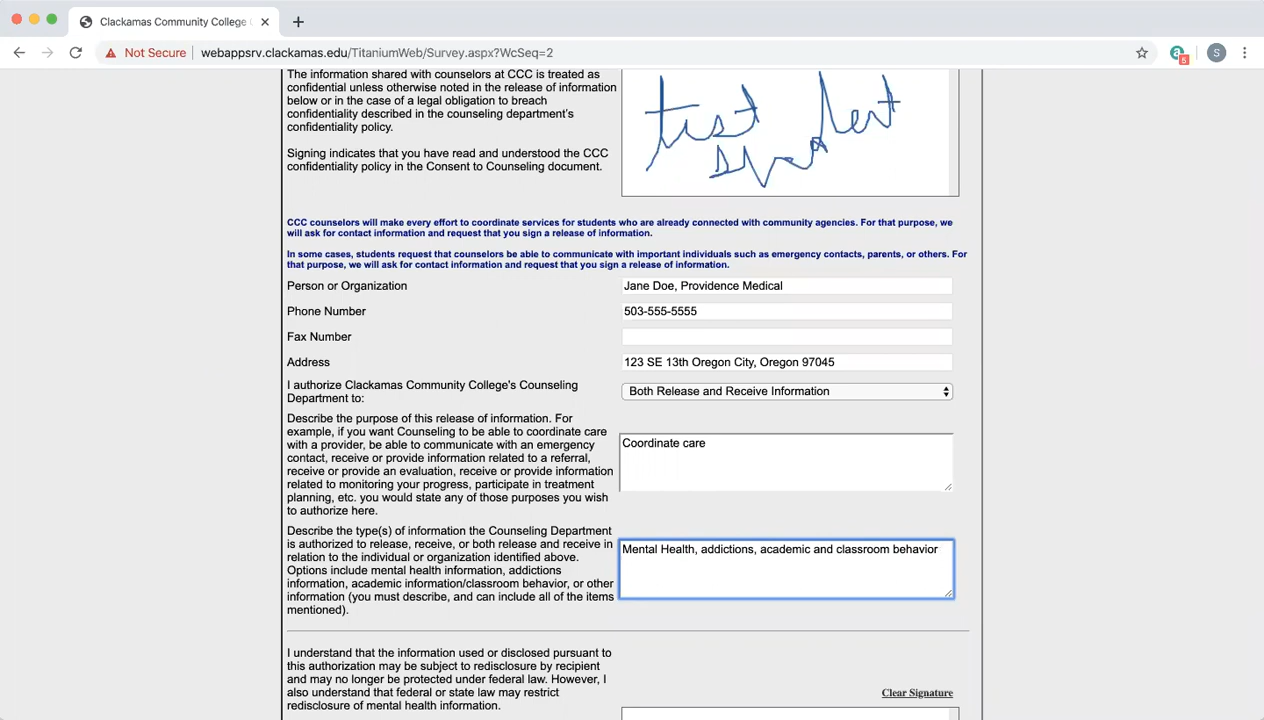 Clackamas Community College
Not Secure
webappsrv.clackamas.edu/TitaniumWeb/Survey.aspx?WcSeq=2
S
5
The information shared with counselors at CCC is treated as
confidential unless otherwise noted in the release of information
below or in the case of a legal obligation to breach
confidentiality described in the counseling department's
confidentiality policy.
Signing indicates that you have read and understood the CCC
confidentiality policy in the Consent to Counseling document.
test
student
CCC counselors will make every effort to coordinate services for students who are already connected with community agencies. For that purpose, we
will ask for contact information and request that you sign a release of information.
In some cases, students request that counselors be able to communicate with important individuals such as emergency contacts, parents, or others. For
that purpose, we will ask for contact information and request that you sign a release of information.
Person or Organization Jane Doe, Providence Medical
Phone Number 503-555-5555
Fax Number
Address 123 SE 13th Oregon City, Oregon 97045
I authorize Clackamas Community College's Counseling
Department to:
Both Release and Receive Information
Describe the purpose of this release of information. For
example, if you want Counseling to be able to coordinate care
with a provider, be able to communicate with an emergency
contact, receive or provide information related to a referral,
receive or provide an evaluation, receive or provide information
related to monitoring your progress, participate in treatment
planning, etc. you would state any of those purposes you wish
to authorize here.
Coordinate care
Describe the type(s) of information the Counseling Department
is authorized to release, receive, or both release and receive in
relation to the individual or organization identified above.
Options include mental health information, addictions
information, academic information/classroom behavior, or other
information (you must describe, and can include all of the items
mentioned).
Mental Health, addictions, academic and classroom behavior
I understand that the information used or disclosed pursuant to
this authorization may be subject to redisclosure by recipient
and may no longer be protected under federal law. However, I
also understand that federal or state law may restrict
redisclosure of mental health information.
Clear Signature